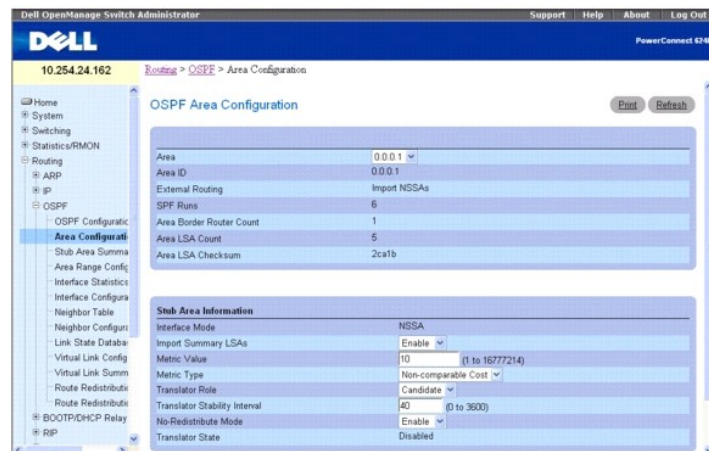 Dell OpenManage Switch Administrator Support Help About Log Out
DELL
PowerConnect 624
10.254.24.162
Routing > OSPF > Area Configuration
Home
System
Switching
Statistics/RMON
Routing
ARP
IP
OSPF
OSPF Configuratic
Area Configurati
Stub Area Summa
Area Range Config
Interface Statistics
Interface Configura
Neighbor Table
Neighbor Configura
Link State Databas
Virtual Link Config
Virtual Link Summ
Route Redistributic
Route Redistributic
BOOTP/DHCP Relay
RIP
OSPF Area Configuration
Print Refresh
Area 0.0.0.1
Area ID 0.0.0.1
External Routing Import NSSAs
SPF Runs 6
Area Border Router Count 1
Area LSA Count 5
Area LSA Checksum 2ca1b
Stub Area Information
Interface Mode NSSA
Import Summary LSAs Enable
Metric Value 10 (1 to 16777214)
Metric Type Non-comparable Cost
Translator Role Candidate
Translator Stability Interval 40 (0 to 3600)
No-Redistribute Mode Enable
Translator State Disabled